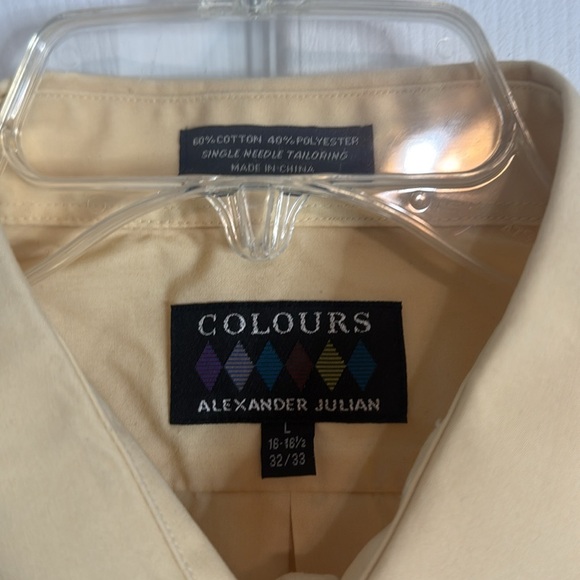 60% COTTON 40% POLYESTER
SINGLE NEEDLE TAILORING
MADE IN CHINA
COLOURS
ALEXANDER JULIAN
L
16-16½
32/33